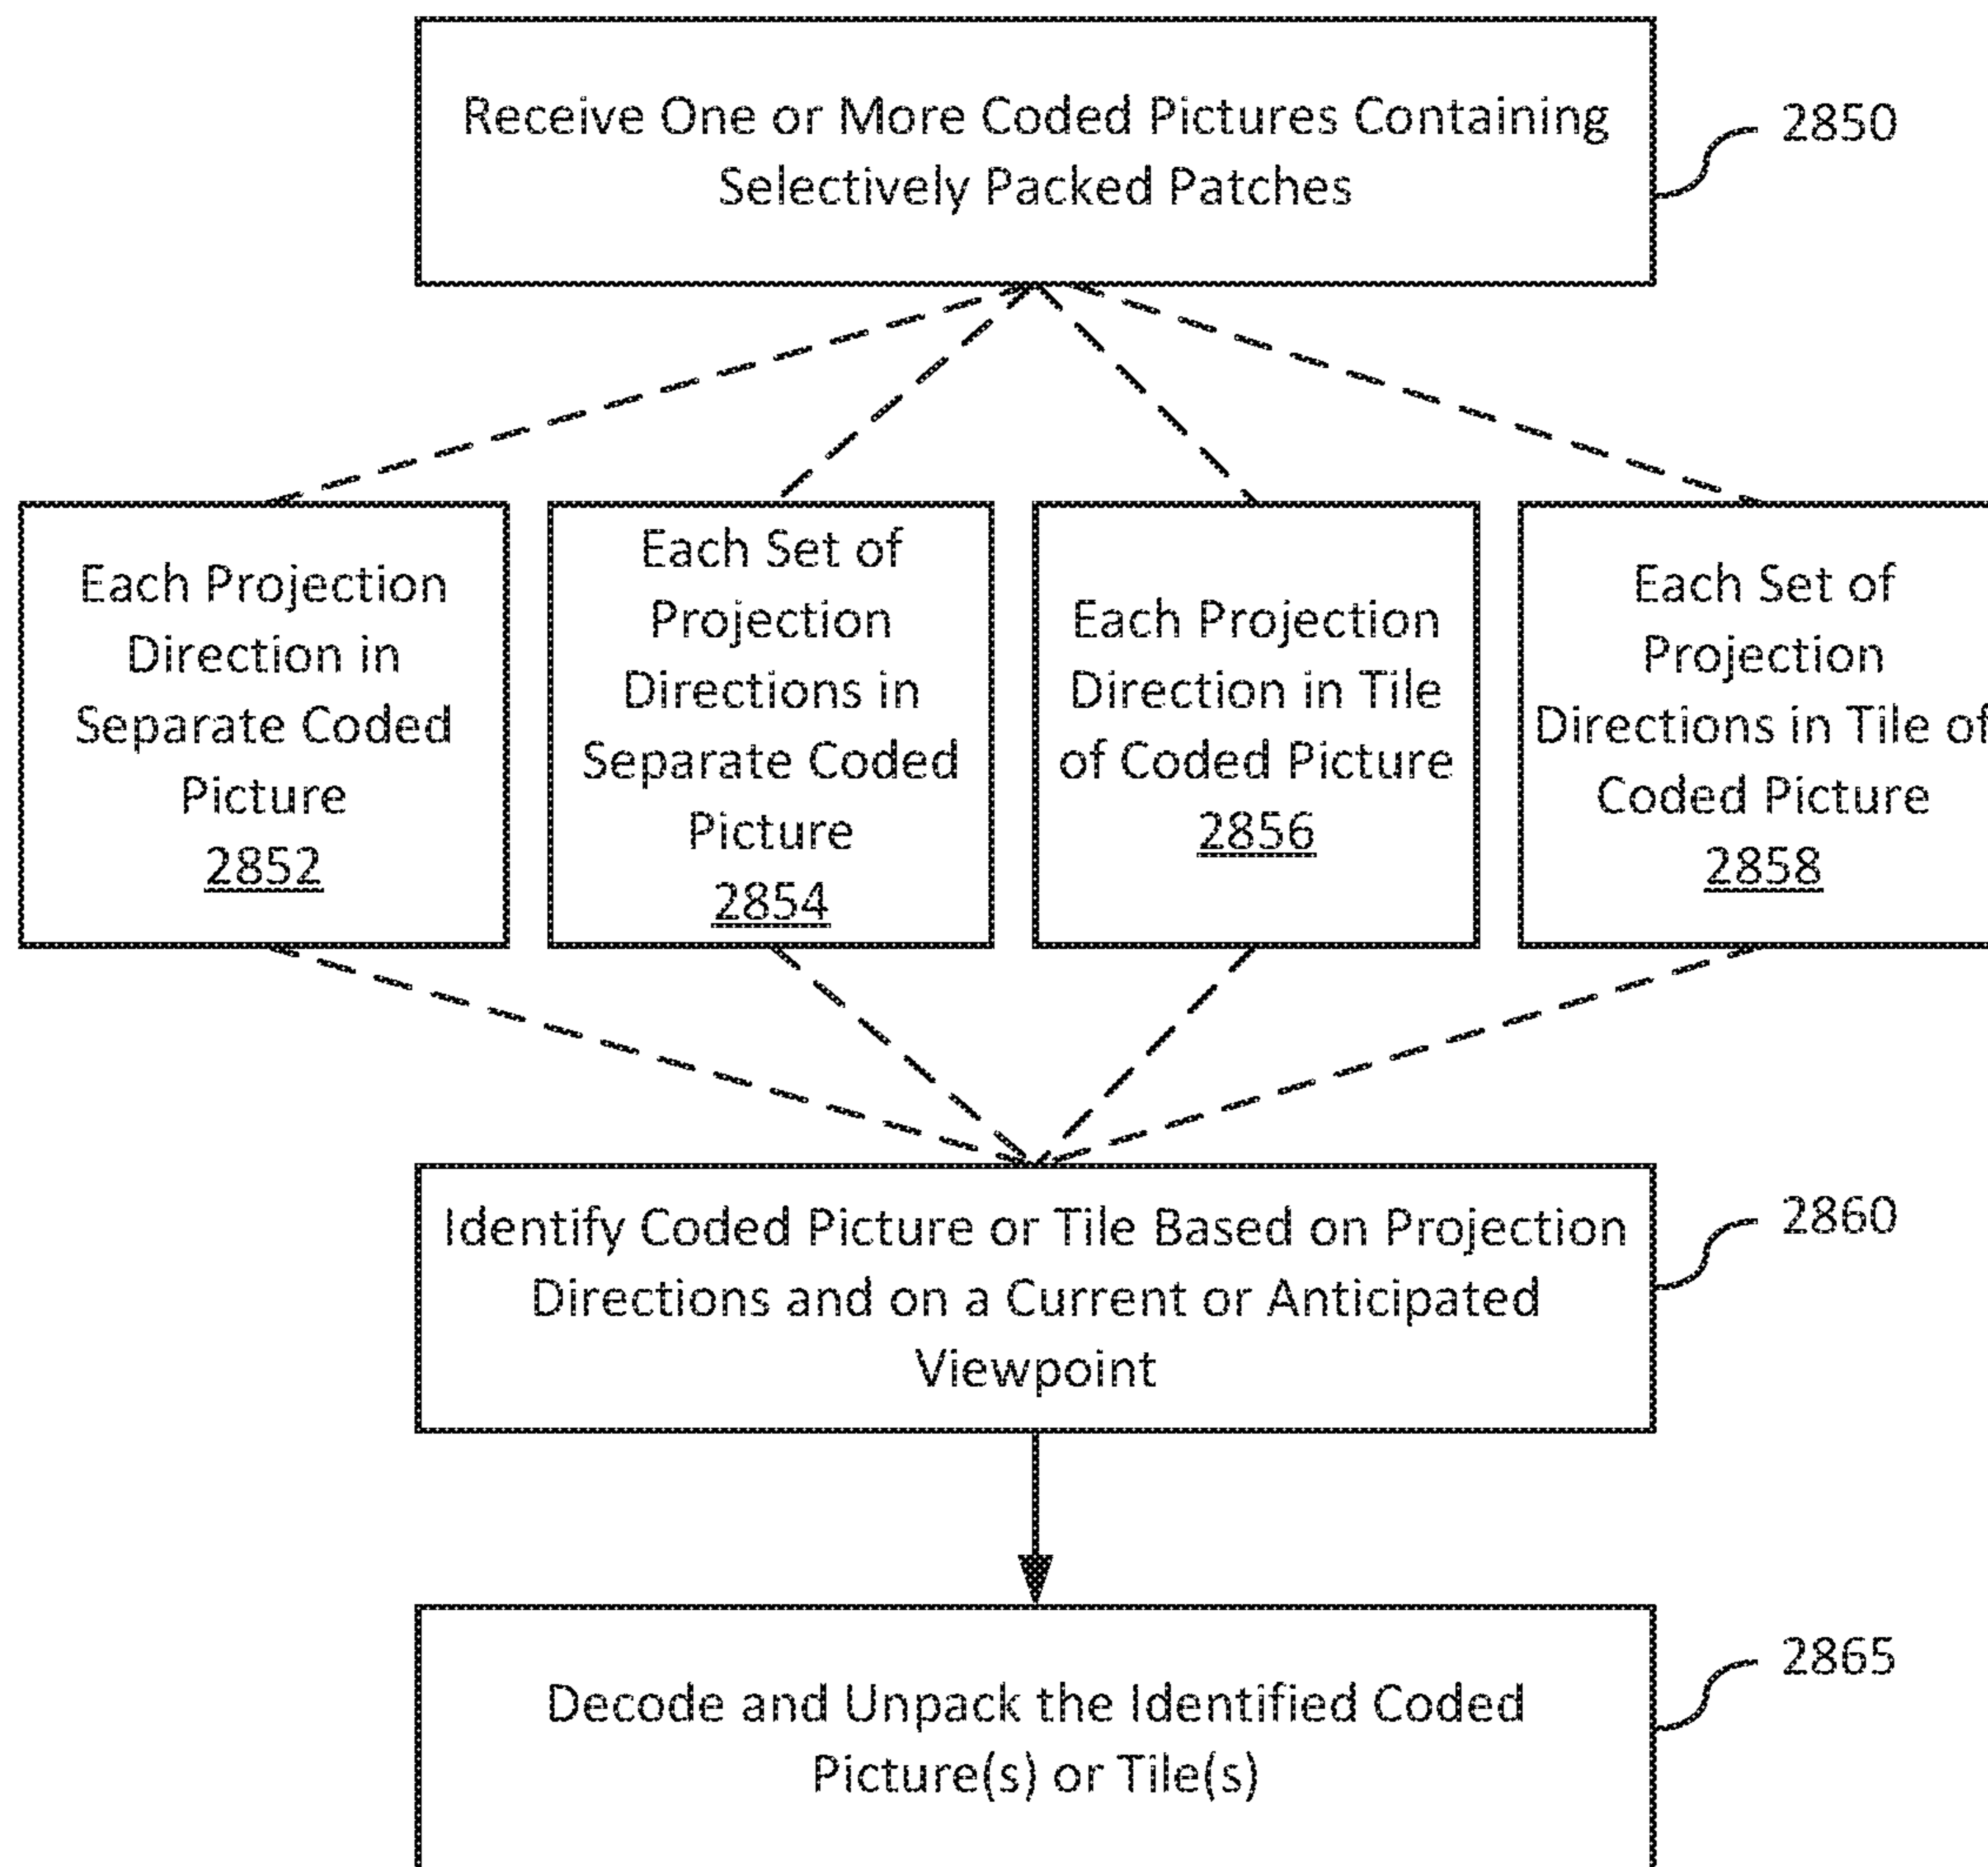 Receive One or More Coded Pictures Containing
Selectively Packed Patches
2850
Each Projection
Direction in
Separate Coded
Picture
2852
Each Set of
Projection
Directions in
Separate Coded
Picture
2854
Each Projection
Direction in Tile
of Coded Picture
2856
Each Set of
Projection
Directions in Tile of
Coded Picture
2858
Identify Coded Picture or Tile Based on Projection
Directions and on a Current or Anticipated
Viewpoint
2860
Decode and Unpack the Identified Coded
Picture(s) or Tile(s)
2865